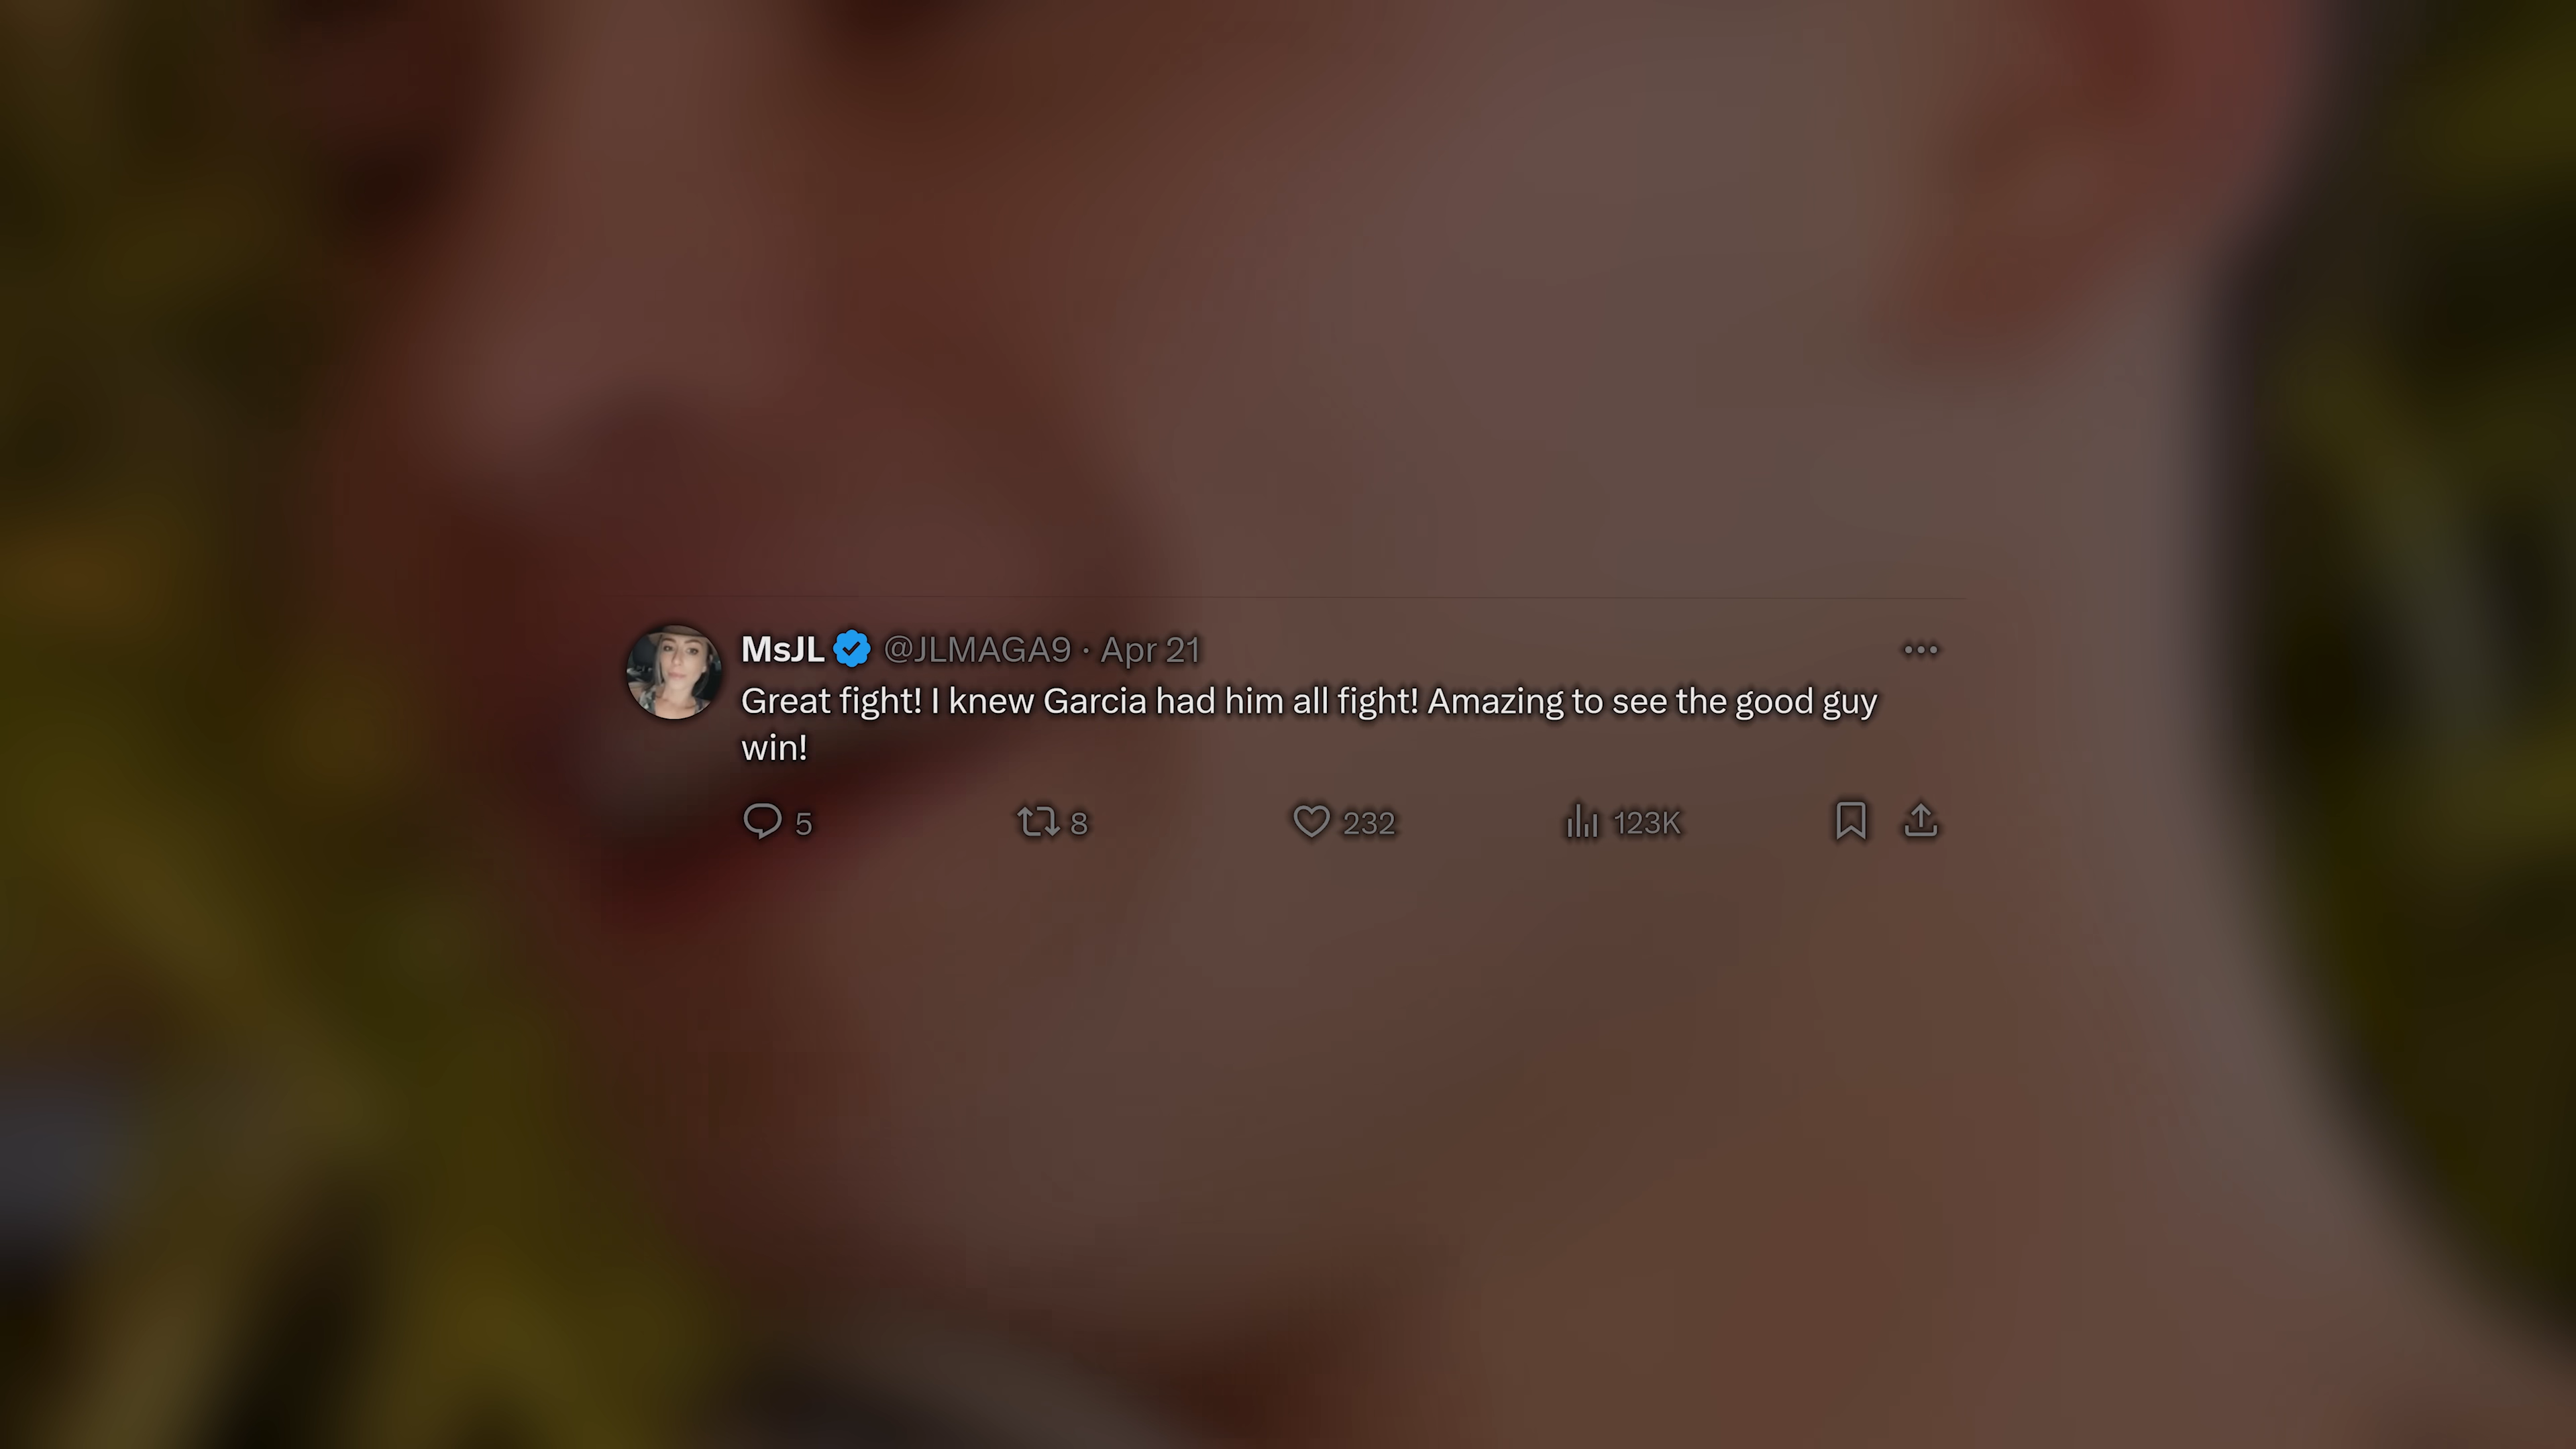 MsJL @JLMAGA9 · Apr 21
Great fight! I knew Garcia had him all fight! Amazing to see the good guy
win!
5 8 232 123K